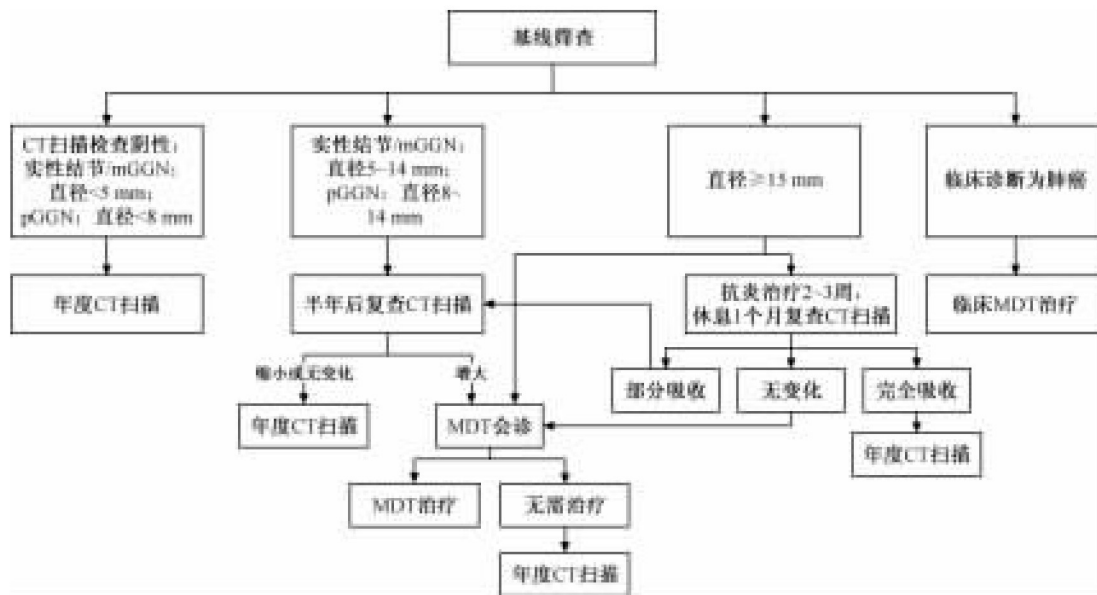 基线筛查
CT扫描检查阴性；
实性结节/mGGN：
直径<5 mm；
pGGN：直径<8 mm
实性结节/mGGN：
直径5~14 mm；
pGGN：直径8~
14 mm
直径≥15 mm
临床诊断为肺癌
年度CT扫描
半年后复查CT扫描
抗炎治疗2~3周，
休息1个月复查CT扫描
临床MDT治疗
缩小或无变化
增大
部分吸收
无变化
完全吸收
年度CT扫描
MDT会诊
年度CT扫描
MDT治疗
无需治疗
年度CT扫描